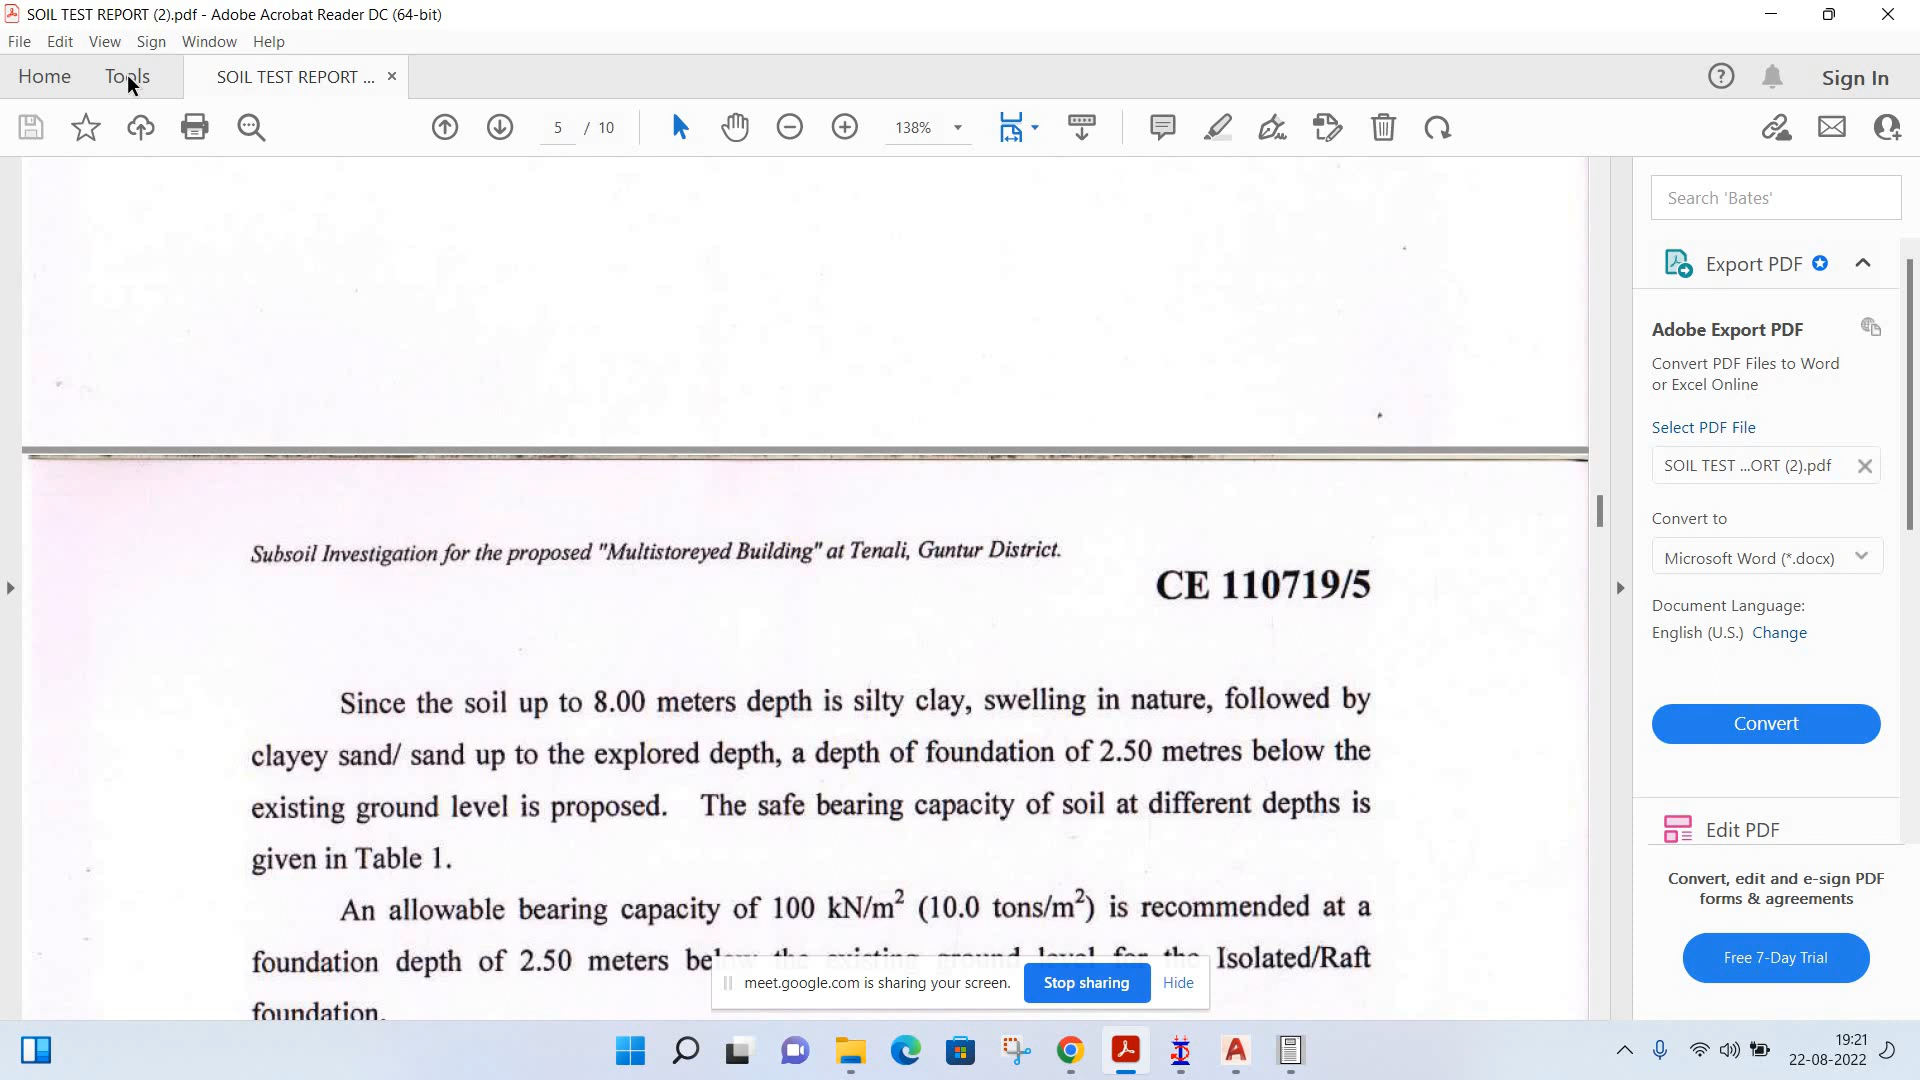 SOIL TEST REPORT (2).pdf - Adobe Acrobat Reader DC (64-bit)
File Edit View Sign Window Help
Home Tools SOIL TEST REPORT ... × Sign In
5 / 10 138%
Search 'Bates'
Export PDF
Adobe Export PDF
Convert PDF Files to Word
or Excel Online
Select PDF File
SOIL TEST ...ORT (2).pdf
Convert to
Microsoft Word (*.docx)
Document Language:
English (U.S.) Change
Convert
Edit PDF
Convert, edit and e-sign PDF
forms & agreements
Free 7-Day Trial
Subsoil Investigation for the proposed "Multistoreyed Building" at Tenali, Guntur District.
CE 110719/5
Since the soil up to 8.00 meters depth is silty clay, swelling in nature, followed by
clayey sand/ sand up to the explored depth, a depth of foundation of 2.50 metres below the
existing ground level is proposed. The safe bearing capacity of soil at different depths is
given in Table 1.
An allowable bearing capacity of 100 kN/m² (10.0 tons/m²) is recommended at a
foundation depth of 2.50 meters below the existing ground level for the Isolated/Raft
foundation.
meet.google.com is sharing your screen. Stop sharing Hide
19:21
22-08-2022